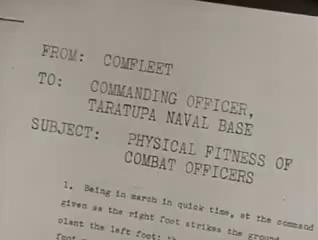 FROM: COMFLEET
TO: COMMANDING OFFICER,
TARATUPA NAVAL BASE
SUBJECT: PHYSICAL FITNESS OF
COMBAT OFFICERS
1. Being in march in quick time, at the command
given as the right foot strikes the ground
plant the left foot;
foot